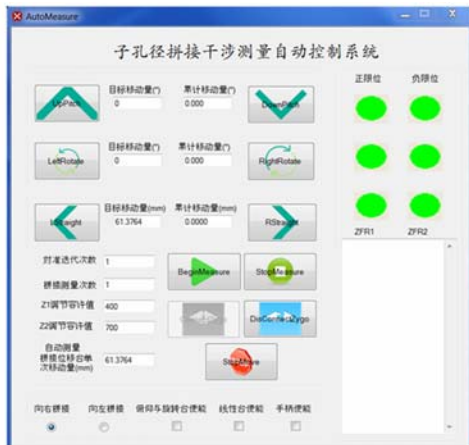 AutoMeasure
子孔径拼接干涉测量自动控制系统
正限位 负限位
目标移动量(°) 累计移动量(°)
UpPitch 0 0.000 DownPitch
目标移动量(°) 累计移动量(°)
LeftRotate 0 0.000 RightRotate
目标移动量(mm) 累计移动量(mm)
LStraight 61.3764 0.0000 RStraight
ZFR1 ZFR2
对准迭代次数 1
BeginMeasure StopMeasure
拼接测量次数 1
Z1调节容许值 400
DisConnectZygo
Z2调节容许值 700
自动测量
拼接位移台单
次移动量(mm) 61.3764
StopMove
向右拼接 向左拼接 俯仰与旋转台使能 线性台使能 手柄使能